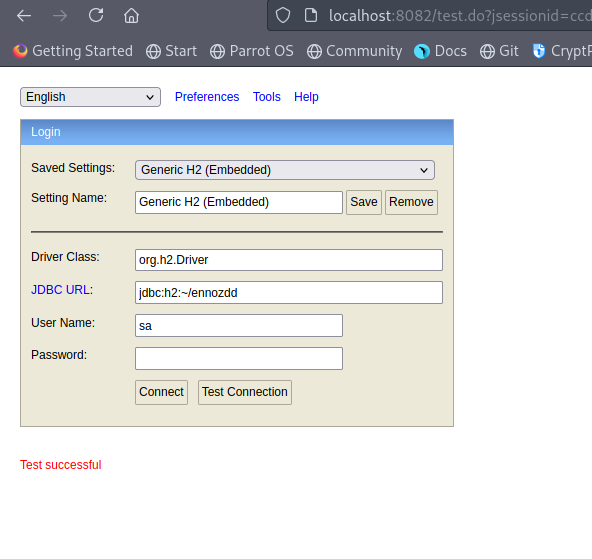 localhost:8082/test.do?jsessionid=ccd
Getting Started Start Parrot OS Community Docs Git CryptP
English Preferences Tools Help
Login
Saved Settings: Generic H2 (Embedded)
Setting Name: Generic H2 (Embedded) Save Remove
Driver Class: org.h2.Driver
JDBC URL: jdbc:h2:~/ennozdd
User Name: sa
Password:
Connect Test Connection
Test successful